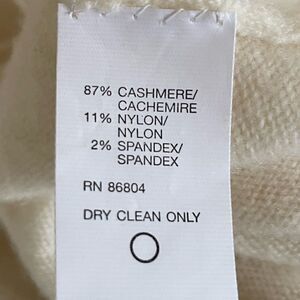 87% CASHMERE/
CACHEMIRE
11% NYLON/
NYLON
2% SPANDEX/
SPANDEX
RN 86804
DRY CLEAN ONLY